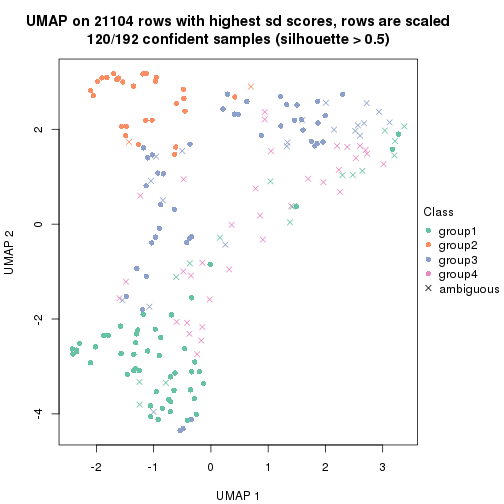 UMAP on 21104 rows with highest sd scores, rows are scaled
120/192 confident samples (silhouette > 0.5)
UMAP 2
2
0
-2
-4
-2
-1
0
1
2
3
UMAP 1
Class
group1
group2
group3
group4
ambiguous